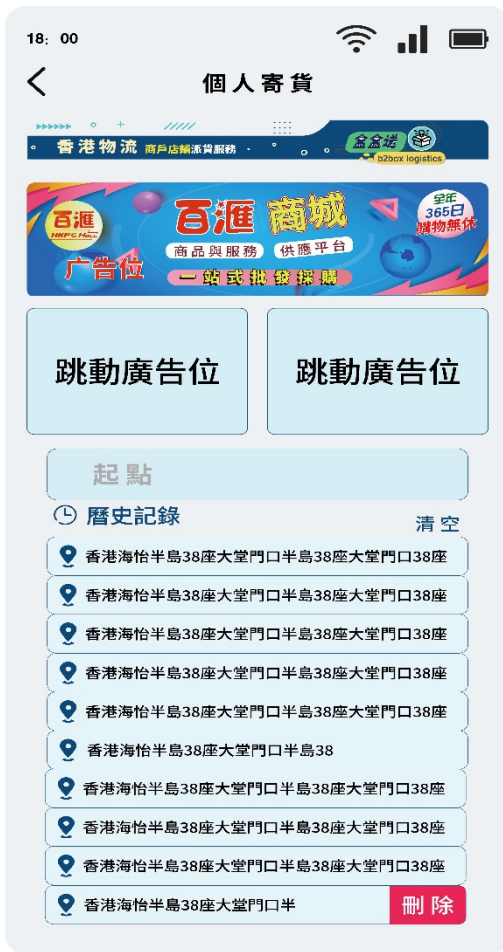 18: 00
個人寄貨
香港物流 商戶店鋪派貨服務
盒盒送
b2box logistics
百滙
百滙 商城
全年
365日
購物無休
商品與服務 供應平台
广告位
一站式批發採購
跳動廣告位 跳動廣告位
起點
曆史記錄
清空
香港海怡半島38座大堂門口半島38座大堂門口38座
香港海怡半島38座大堂門口半島38座大堂門口38座
香港海怡半島38座大堂門口半島38座大堂門口38座
香港海怡半島38座大堂門口半島38座大堂門口38座
香港海怡半島38座大堂門口半島38座大堂門口38座
香港海怡半島38座大堂門口半島38
香港海怡半島38座大堂門口半島38座大堂門口38座
香港海怡半島38座大堂門口半島38座大堂門口38座
香港海怡半島38座大堂門口半島38座大堂門口38座
香港海怡半島38座大堂門口半 刪除